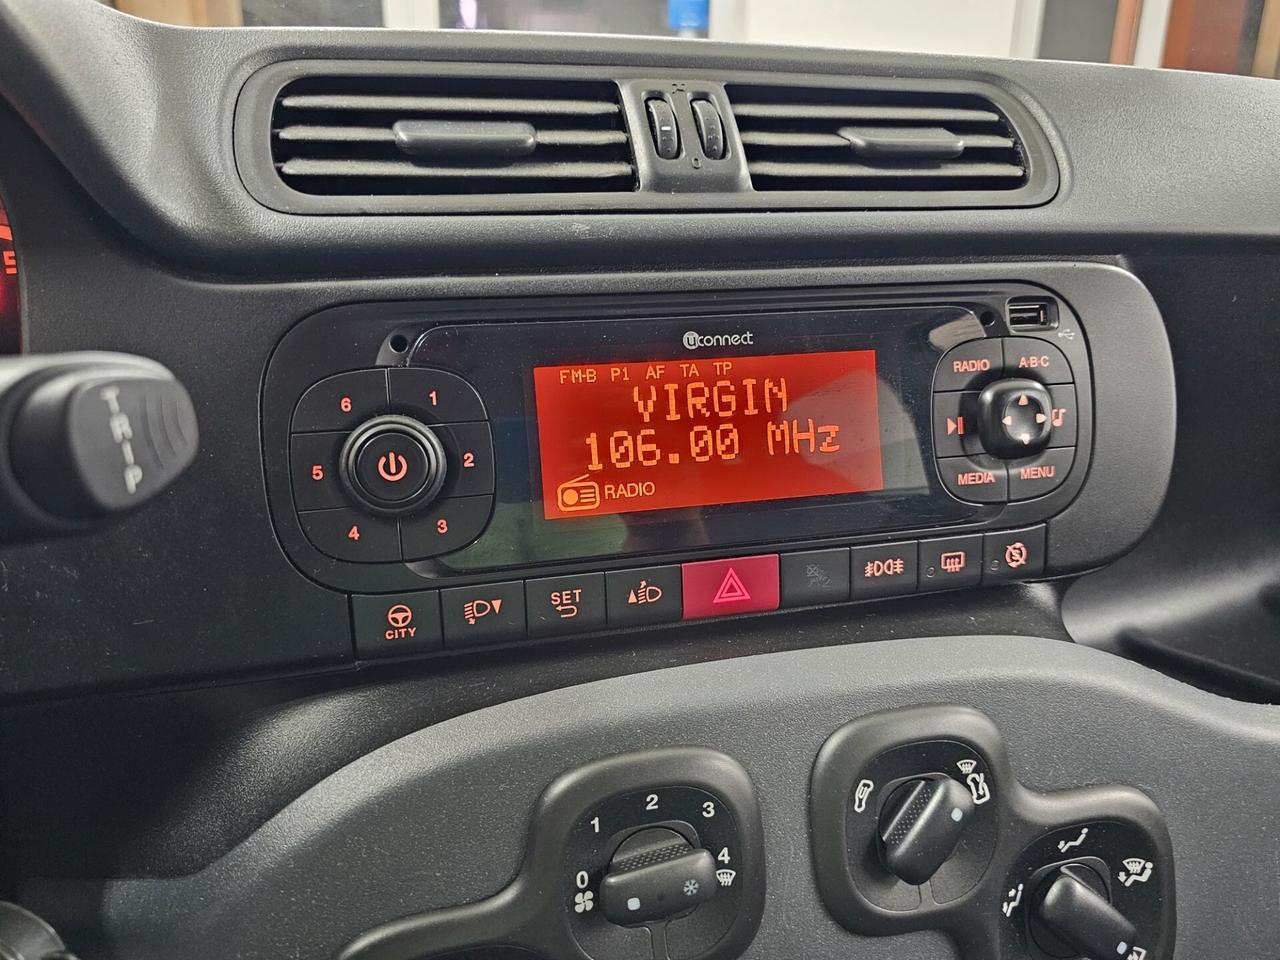 uconnect
FM-B P1 AF TA TP
VIRGIN
106.00 MHz
RADIO
6
1
5
2
4
3
RADIO
A·B·C
MEDIA
MENU
TRIP
CITY
SET
0
1
2
3
4
5